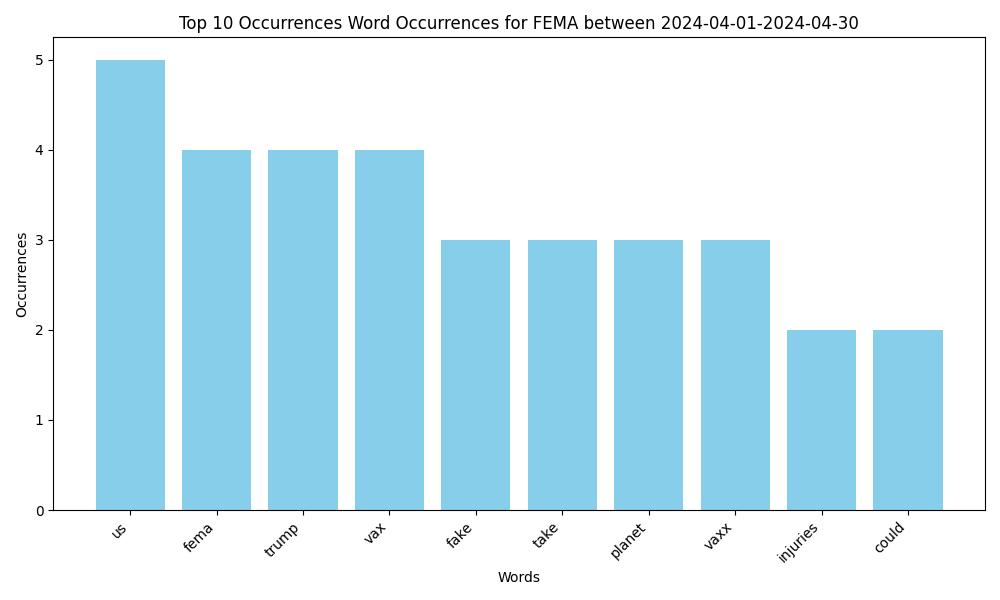 Top 10 Occurrences Word Occurrences for FEMA between 2024-04-01-2024-04-30
Occurrences
5
4
3
2
1
0
us
fema
trump
vax
fake
take
planet
vaxx
injuries
could
Words